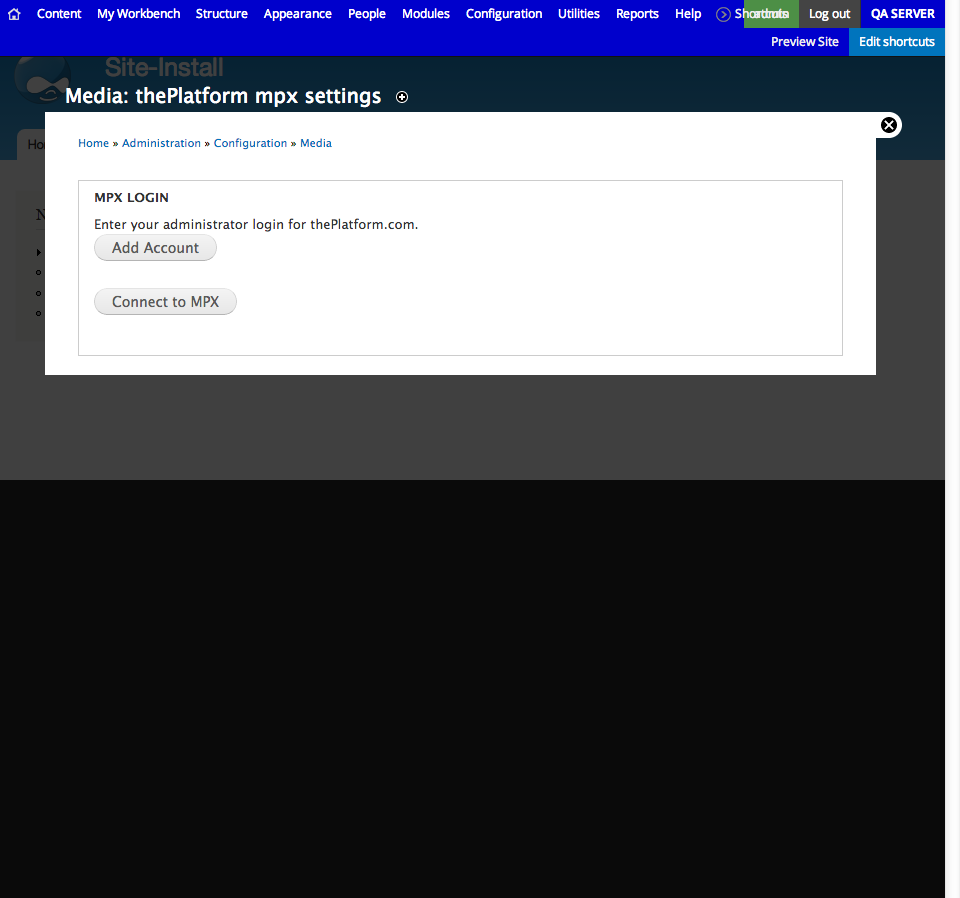 Content My Workbench Structure Appearance People Modules Configuration Utilities Reports Help Shortcuts Log out QA SERVER
Preview Site Edit shortcuts
Site-Install
Media: thePlatform mpx settings
Home » Administration » Configuration » Media
MPX LOGIN
Enter your administrator login for thePlatform.com.
Add Account
Connect to MPX